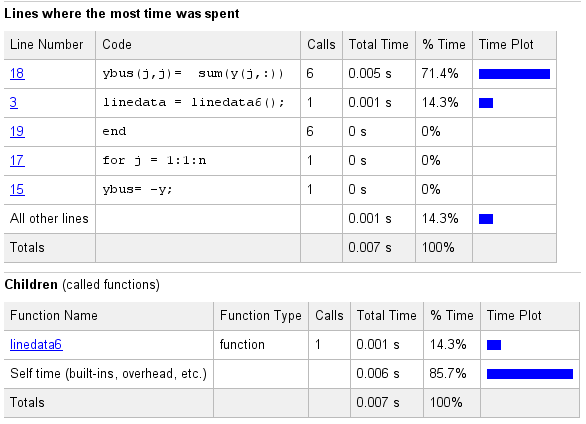 Lines where the most time was spent
Line Number Code Calls Total Time % Time Time Plot
18 ybus(j,j)=  sum(y(j,:)) 6 0.005 s 71.4%
3 linedata = linedata6(); 1 0.001 s 14.3%
19 end 6 0 s 0%
17 for j = 1:1:n 1 0 s 0%
15 ybus= -y; 1 0 s 0%
All other lines 0.001 s 14.3%
Totals 0.007 s 100%
Children (called functions)
Function Name Function Type Calls Total Time % Time Time Plot
linedata6 function 1 0.001 s 14.3%
Self time (built-ins, overhead, etc.) 0.006 s 85.7%
Totals 0.007 s 100%